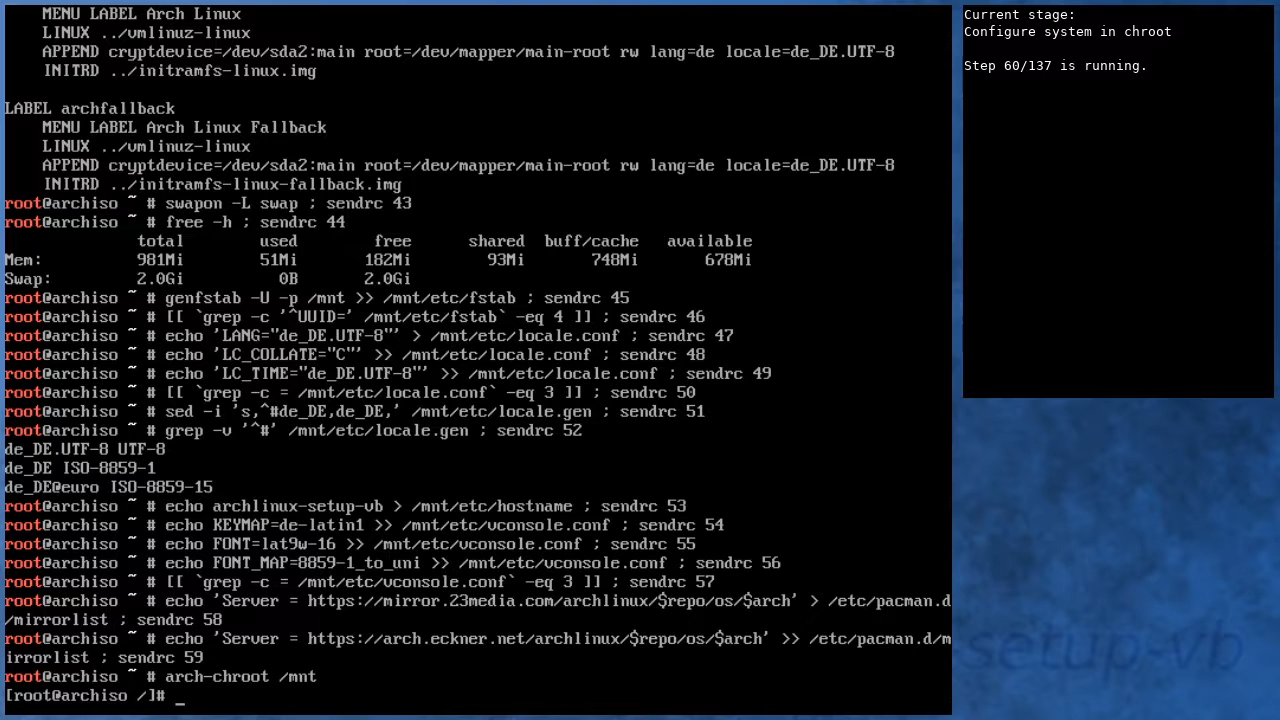 MENU LABEL Arch Linux
LINUX ../vmlinuz-linux
APPEND cryptdevice=/dev/sda2:main root=/dev/mapper/main-root rw lang=de locale=de_DE.UTF-8
INITRD ../initramfs-linux.img
LABEL archfallback
MENU LABEL Arch Linux Fallback
LINUX ../vmlinuz-linux
APPEND cryptdevice=/dev/sda2:main root=/dev/mapper/main-root rw lang=de locale=de_DE.UTF-8
INITRD ../initramfs-linux-fallback.img
root@archiso ~ # swapon -L swap ; sendrc 43
root@archiso ~ # free -h ; sendrc 44
total used free shared buff/cache available
Mem: 981Mi 51Mi 182Mi 93Mi 748Mi 678Mi
Swap: 2.0Gi 0B 2.0Gi
root@archiso ~ # genfstab -U -p /mnt >> /mnt/etc/fstab ; sendrc 45
root@archiso ~ # [[ `grep -c '^UUID=' /mnt/etc/fstab` -eq 4 ]] ; sendrc 46
root@archiso ~ # echo 'LANG="de_DE.UTF-8"' > /mnt/etc/locale.conf ; sendrc 47
root@archiso ~ # echo 'LC_COLLATE="C"' >> /mnt/etc/locale.conf ; sendrc 48
root@archiso ~ # echo 'LC_TIME="de_DE.UTF-8"' >> /mnt/etc/locale.conf ; sendrc 49
root@archiso ~ # [[ `grep -c = /mnt/etc/locale.conf` -eq 3 ]] ; sendrc 50
root@archiso ~ # sed -i 's,^#de_DE,de_DE,' /mnt/etc/locale.gen ; sendrc 51
root@archiso ~ # grep -v '^#' /mnt/etc/locale.gen ; sendrc 52
de_DE.UTF-8 UTF-8
de_DE ISO-8859-1
de_DE@euro ISO-8859-15
root@archiso ~ # echo archlinux-setup-vb > /mnt/etc/hostname ; sendrc 53
root@archiso ~ # echo KEYMAP=de-latin1 >> /mnt/etc/vconsole.conf ; sendrc 54
root@archiso ~ # echo FONT=lat9w-16 >> /mnt/etc/vconsole.conf ; sendrc 55
root@archiso ~ # echo FONT_MAP=8859-1_to_uni >> /mnt/etc/vconsole.conf ; sendrc 56
root@archiso ~ # [[ `grep -c = /mnt/etc/vconsole.conf` -eq 3 ]] ; sendrc 57
root@archiso ~ # echo 'Server = https://mirror.23media.com/archlinux/$repo/os/$arch' > /etc/pacman.d
/mirrorlist ; sendrc 58
root@archiso ~ # echo 'Server = https://arch.eckner.net/archlinux/$repo/os/$arch' >> /etc/pacman.d/m
irrorlist ; sendrc 59
root@archiso ~ # arch-chroot /mnt
[root@archiso /]# _
Current stage:
Configure system in chroot
Step 60/137 is running.
setup-vb